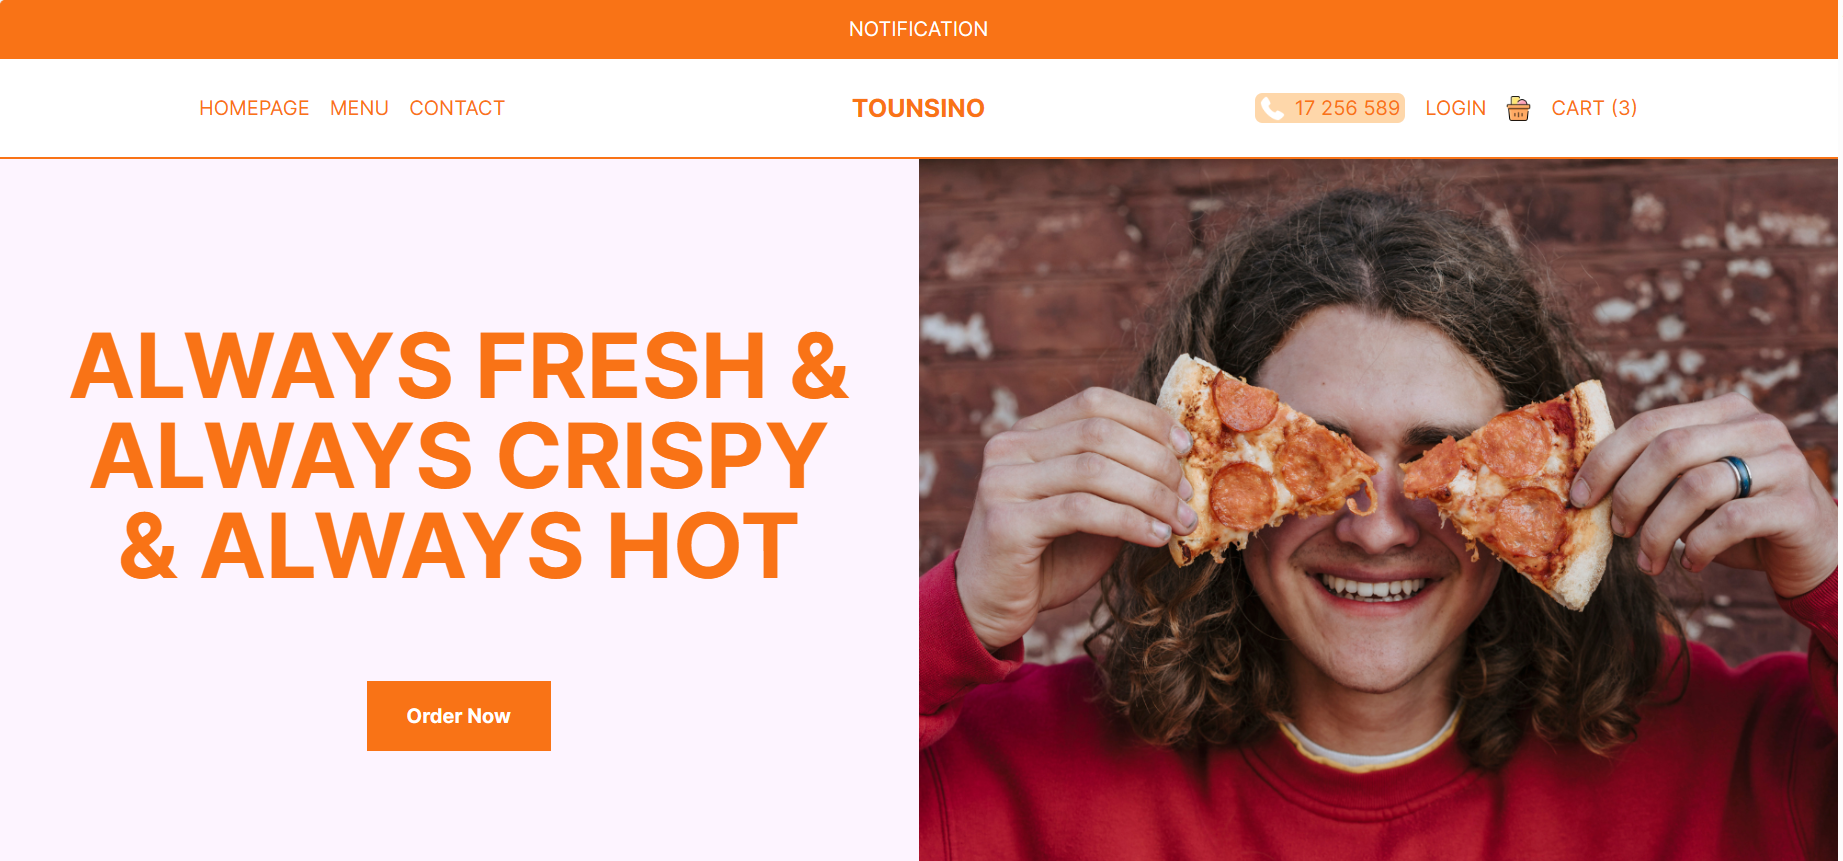 NOTIFICATION
HOMEPAGE MENU CONTACT TOUNSINO 17 256 589 LOGIN CART (3)
ALWAYS FRESH &
ALWAYS CRISPY
& ALWAYS HOT
Order Now